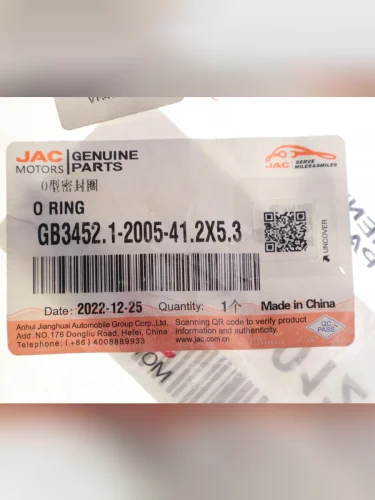 JAC MOTORS GENUINE PARTS
JAC SERVE MILES&SMILES
O型密封圈
O RING
GB3452.1-2005-41.2X5.3
UNCOVER
Date: 2022-12-25 Quantity: 1个 Made in China
Anhui Jianghuai Automobile Group Corp.,Ltd.
Add: NO.176 Dongliu Road, Hefei, China
Telephone: (+86) 4008889933
Scanning QR code to verify product
information and authenticity.
www.jac.com.cn
QC PASS